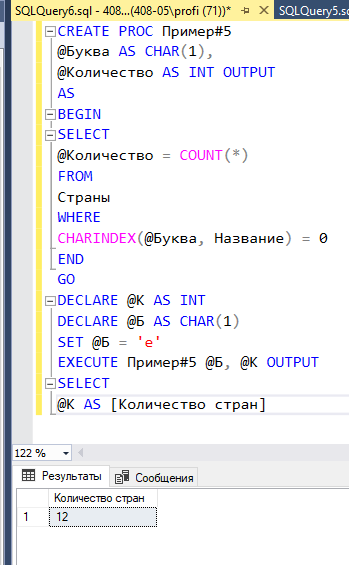 SQLQuery6.sql - 408...(408-05\profi (71))*
SQLQuery5.sql
CREATE PROC Пример#5
@Буква AS CHAR(1),
@Количество AS INT OUTPUT
AS
BEGIN
SELECT
@Количество = COUNT(*)
FROM
Страны
WHERE
CHARINDEX(@Буква, Название) = 0
END
GO
DECLARE @К AS INT
DECLARE @Б AS CHAR(1)
SET @Б = 'е'
EXECUTE Пример#5 @Б, @К OUTPUT
SELECT
@К AS [Количество стран]
122 %
Результаты Сообщения
Количество стран
1 12